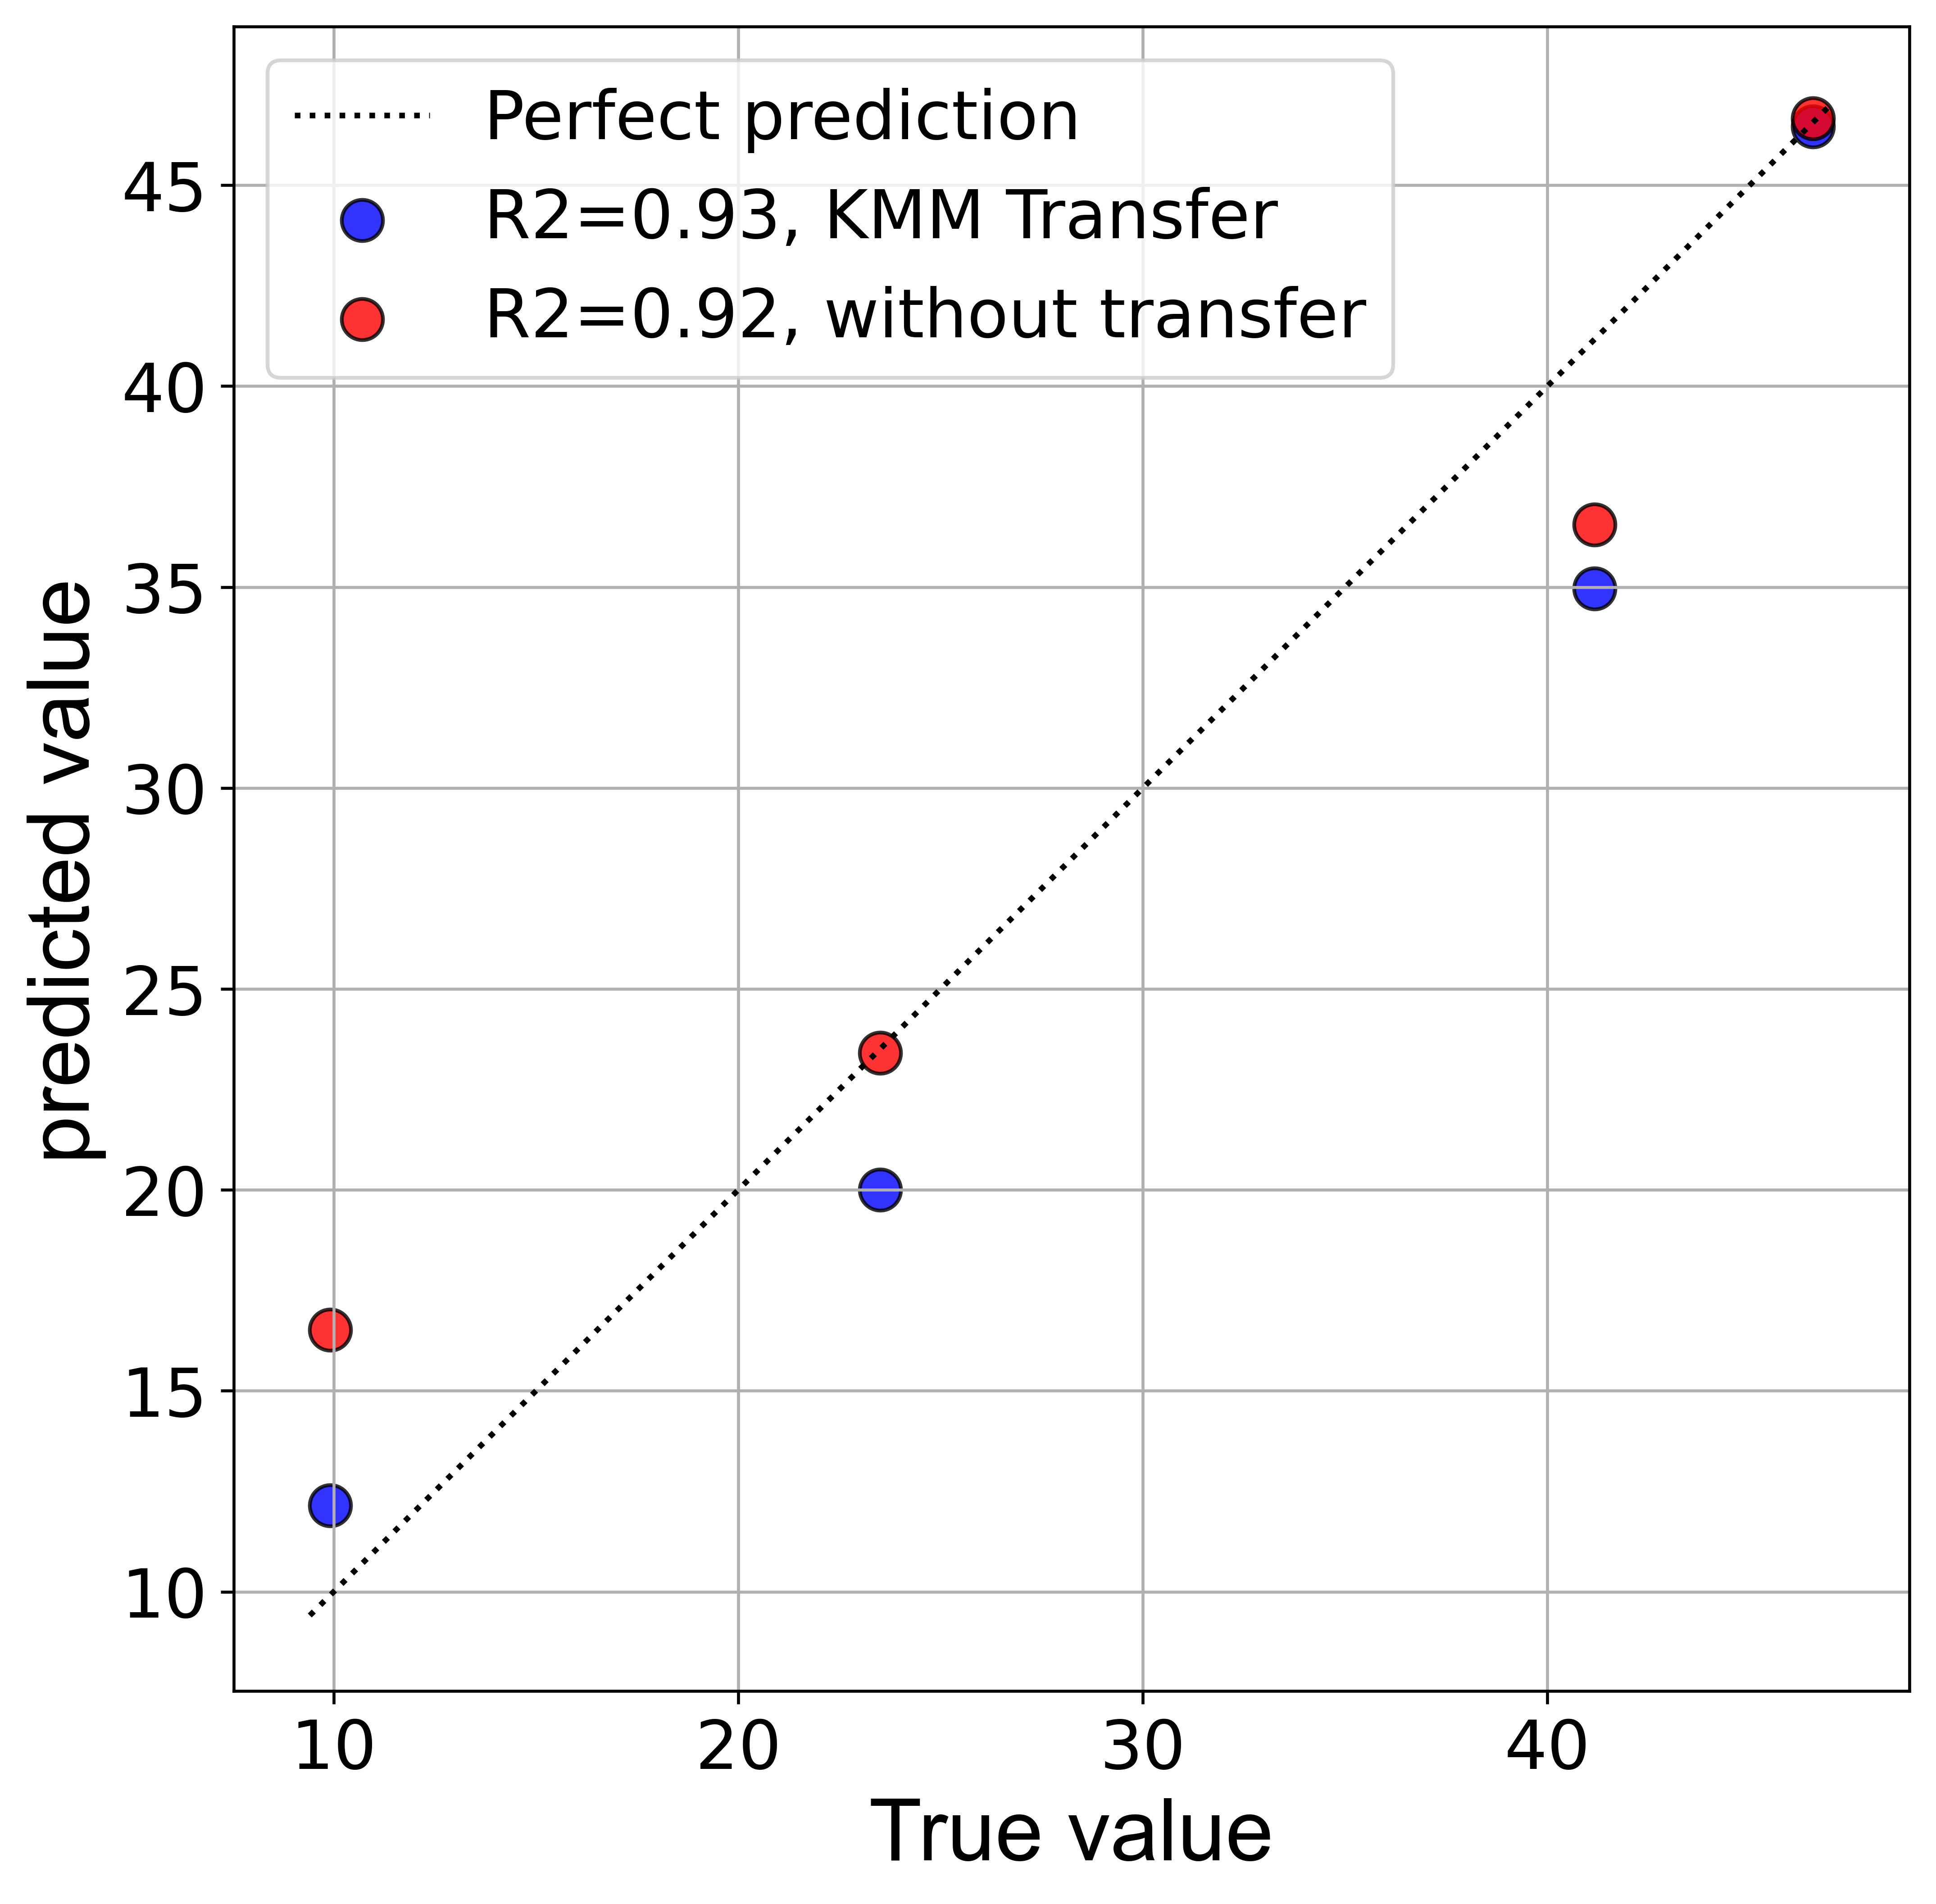 Perfect prediction
R2=0.93, KMM Transfer
R2=0.92, without transfer
45
40
35
30
25
20
15
10
predicted value
10 20 30 40
True value